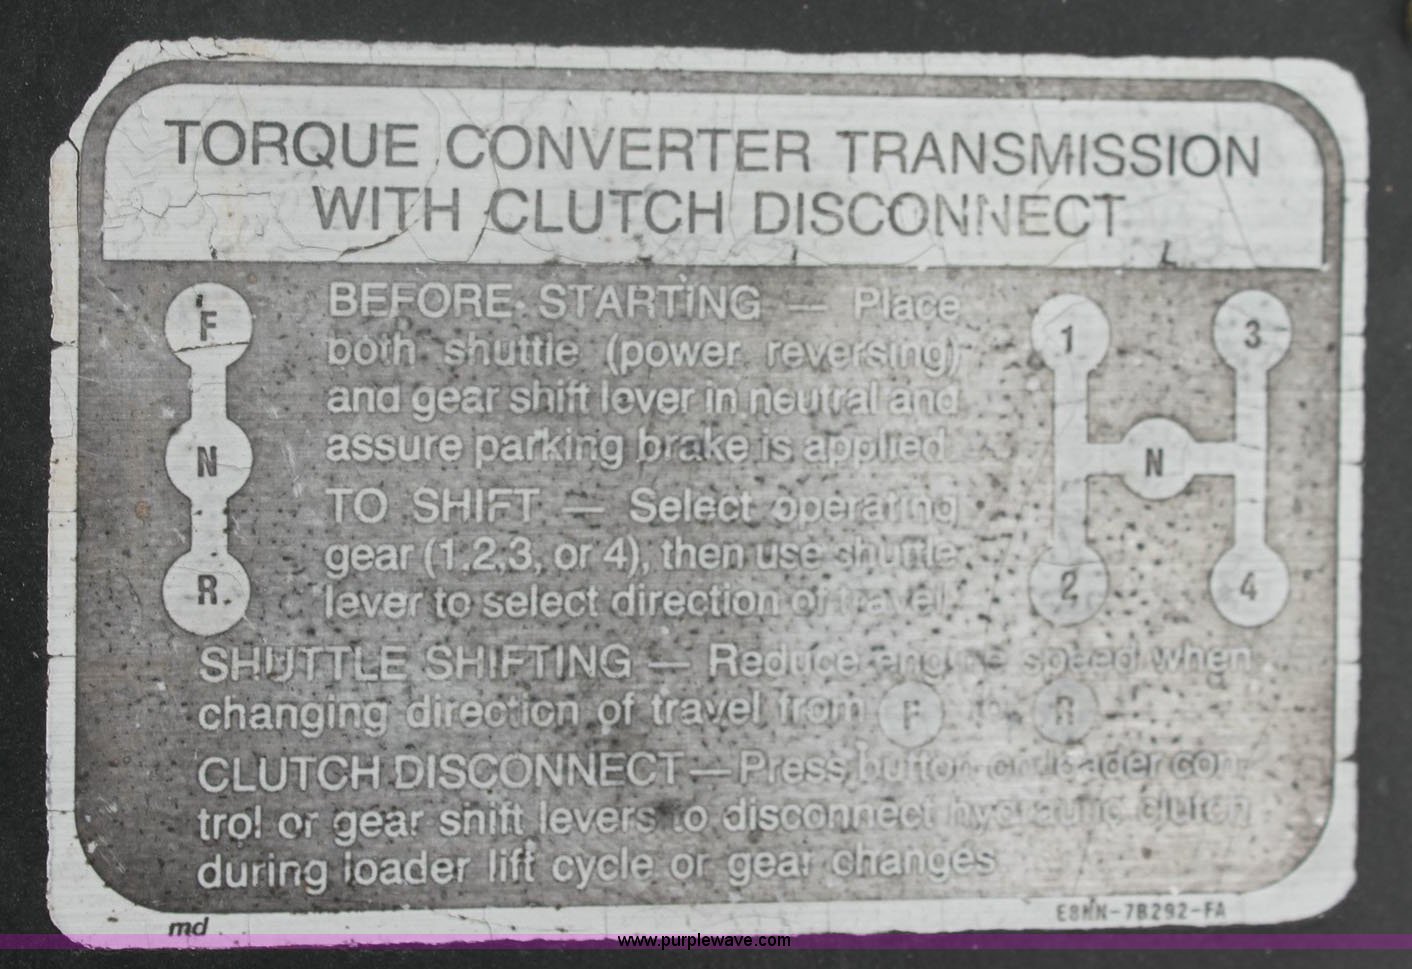 TORQUE CONVERTER TRANSMISSION
WITH CLUTCH DISCONNECT
F
N
R
BEFORE STARTING — Place
both shuttle (power reversing)
and gear shift lever in neutral and
assure parking brake is applied.
TO SHIFT — Select operating
gear (1,2,3, or 4), then use shuttle
lever to select direction of travel.
1
3
N
2
4
SHUTTLE SHIFTING — Reduce engine speed when
changing direction of travel from F R
CLUTCH DISCONNECT — Press button on loader con-
trol or gear shift levers to disconnect hydraulic clutch
during loader lift cycle or gear changes
md
E8NN-7B292-FA
www.purplewave.com